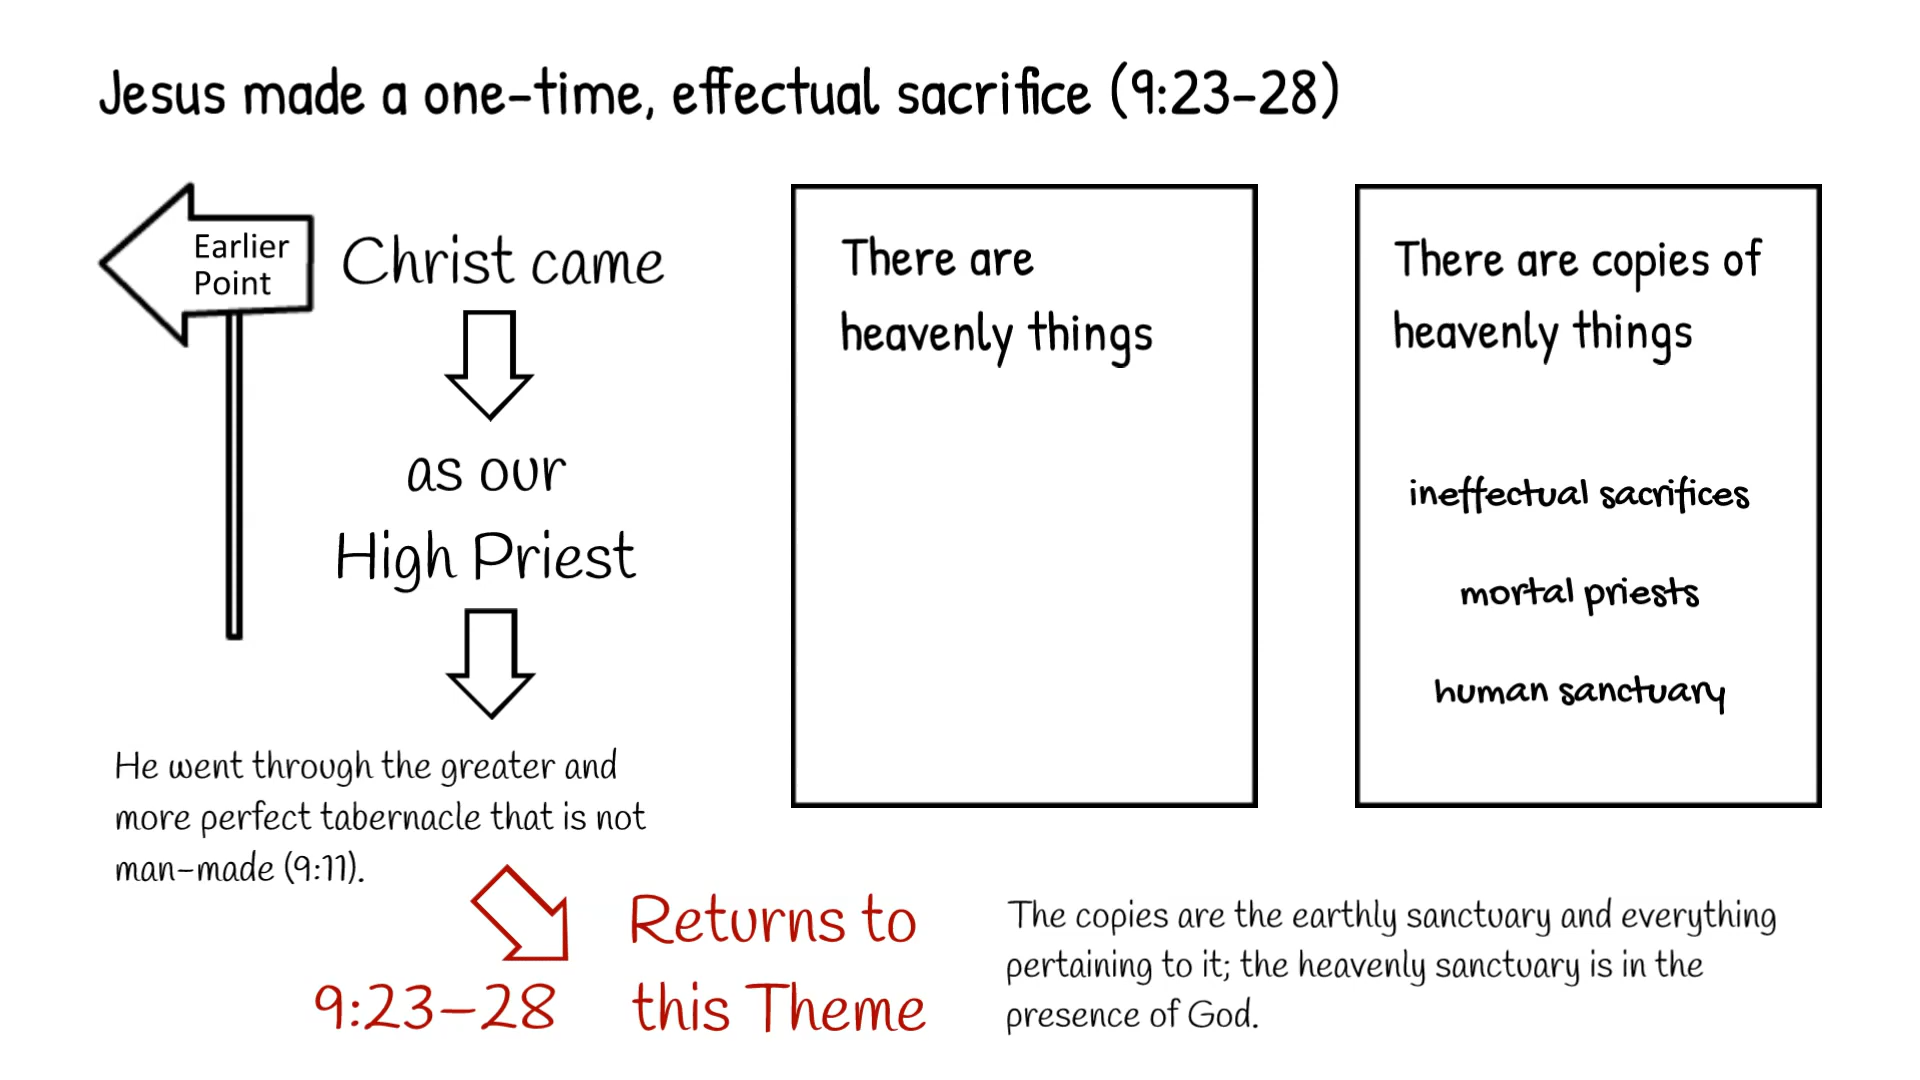 Jesus made a one-time, effectual sacrifice (9:23-28)
Earlier
Point
Christ came
as our
High Priest
He went through the greater and
more perfect tabernacle that is not
man-made (9:11).
9:23-28
Returns to
this Theme
There are
heavenly things
There are copies of
heavenly things
ineffectual sacrifices
mortal priests
human sanctuary
The copies are the earthly sanctuary and everything
pertaining to it; the heavenly sanctuary is in the
presence of God.